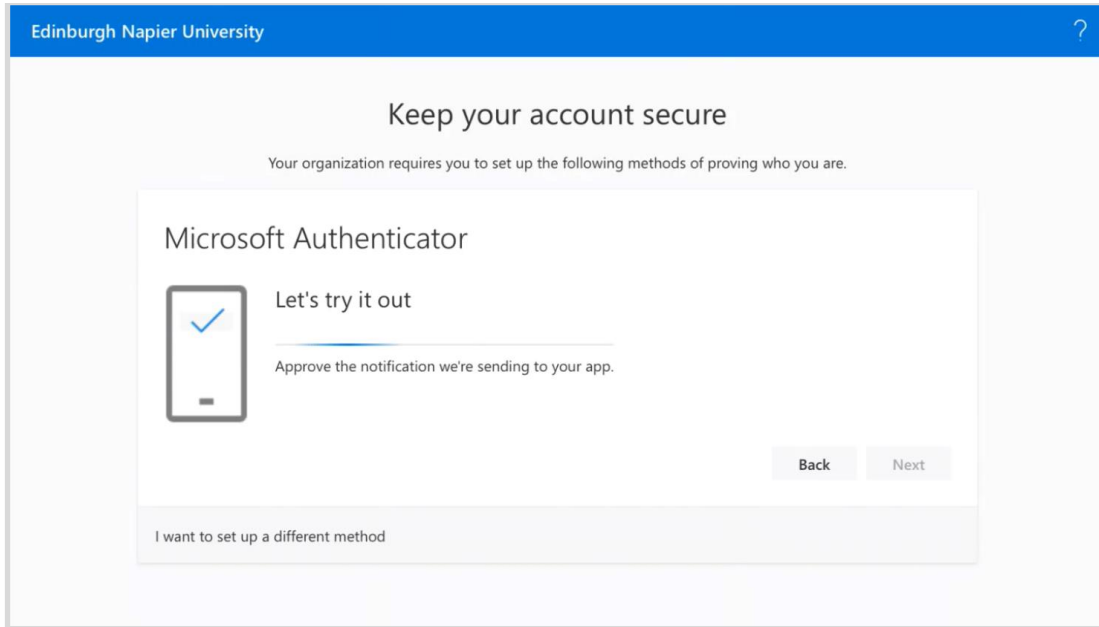 Edinburgh Napier University
?
Keep your account secure
Your organization requires you to set up the following methods of proving who you are.
Microsoft Authenticator
Let's try it out
Approve the notification we're sending to your app.
Back Next
I want to set up a different method